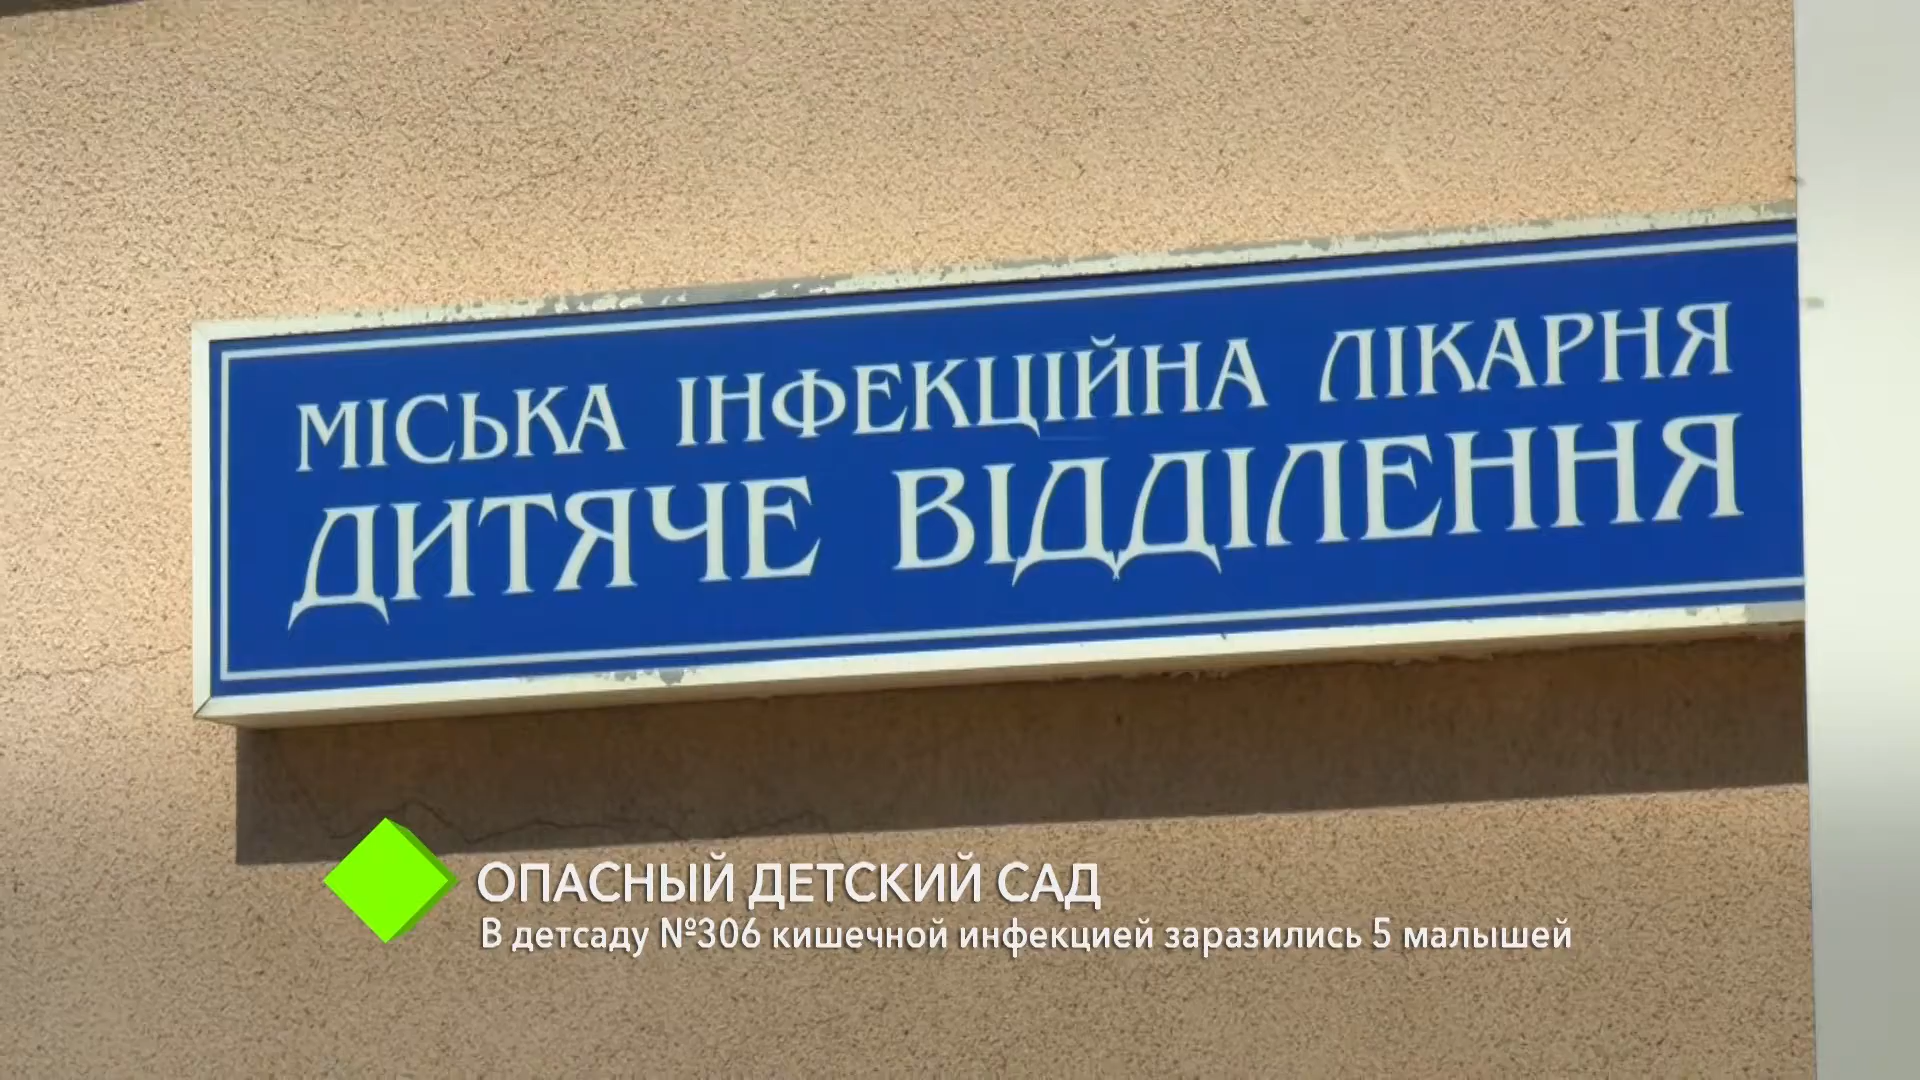 МІСЬКА ІНФЕКЦІЙНА ЛІКАРНЯ
ДИТЯЧЕ ВІДДІЛЕННЯ
ОПАСНЫЙ ДЕТСКИЙ САД
В детсаду №306 кишечной инфекцией заразились 5 малышей